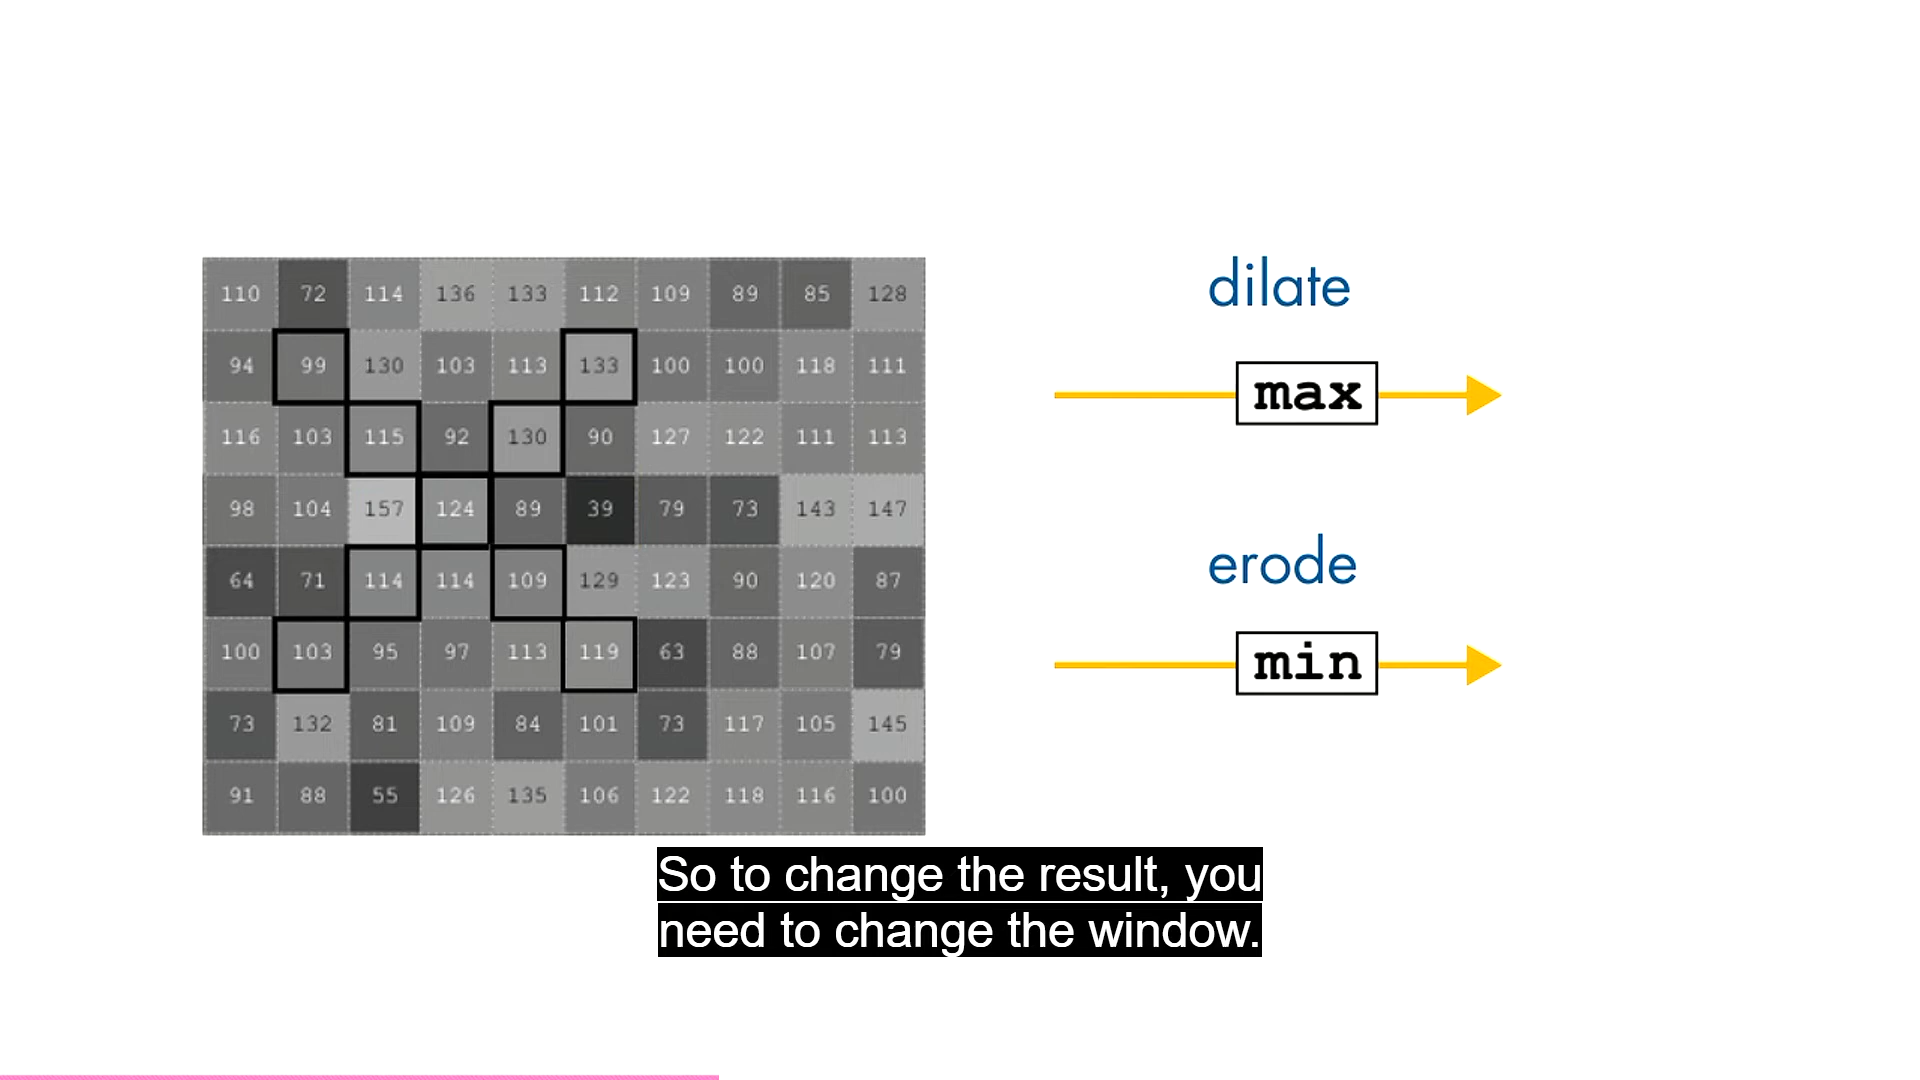 110 72 114 136 133 112 109 89 85 128
94 99 130 103 113 133 100 100 118 111
116 103 115 92 130 90 127 122 111 113
98 104 157 124 89 39 79 73 143 147
64 71 114 114 109 129 123 90 120 87
100 103 95 97 113 119 63 88 107 79
73 132 81 109 84 101 73 117 105 145
91 88 55 126 135 106 122 118 116 100
dilate
max
erode
min
So to change the result, you
need to change the window.